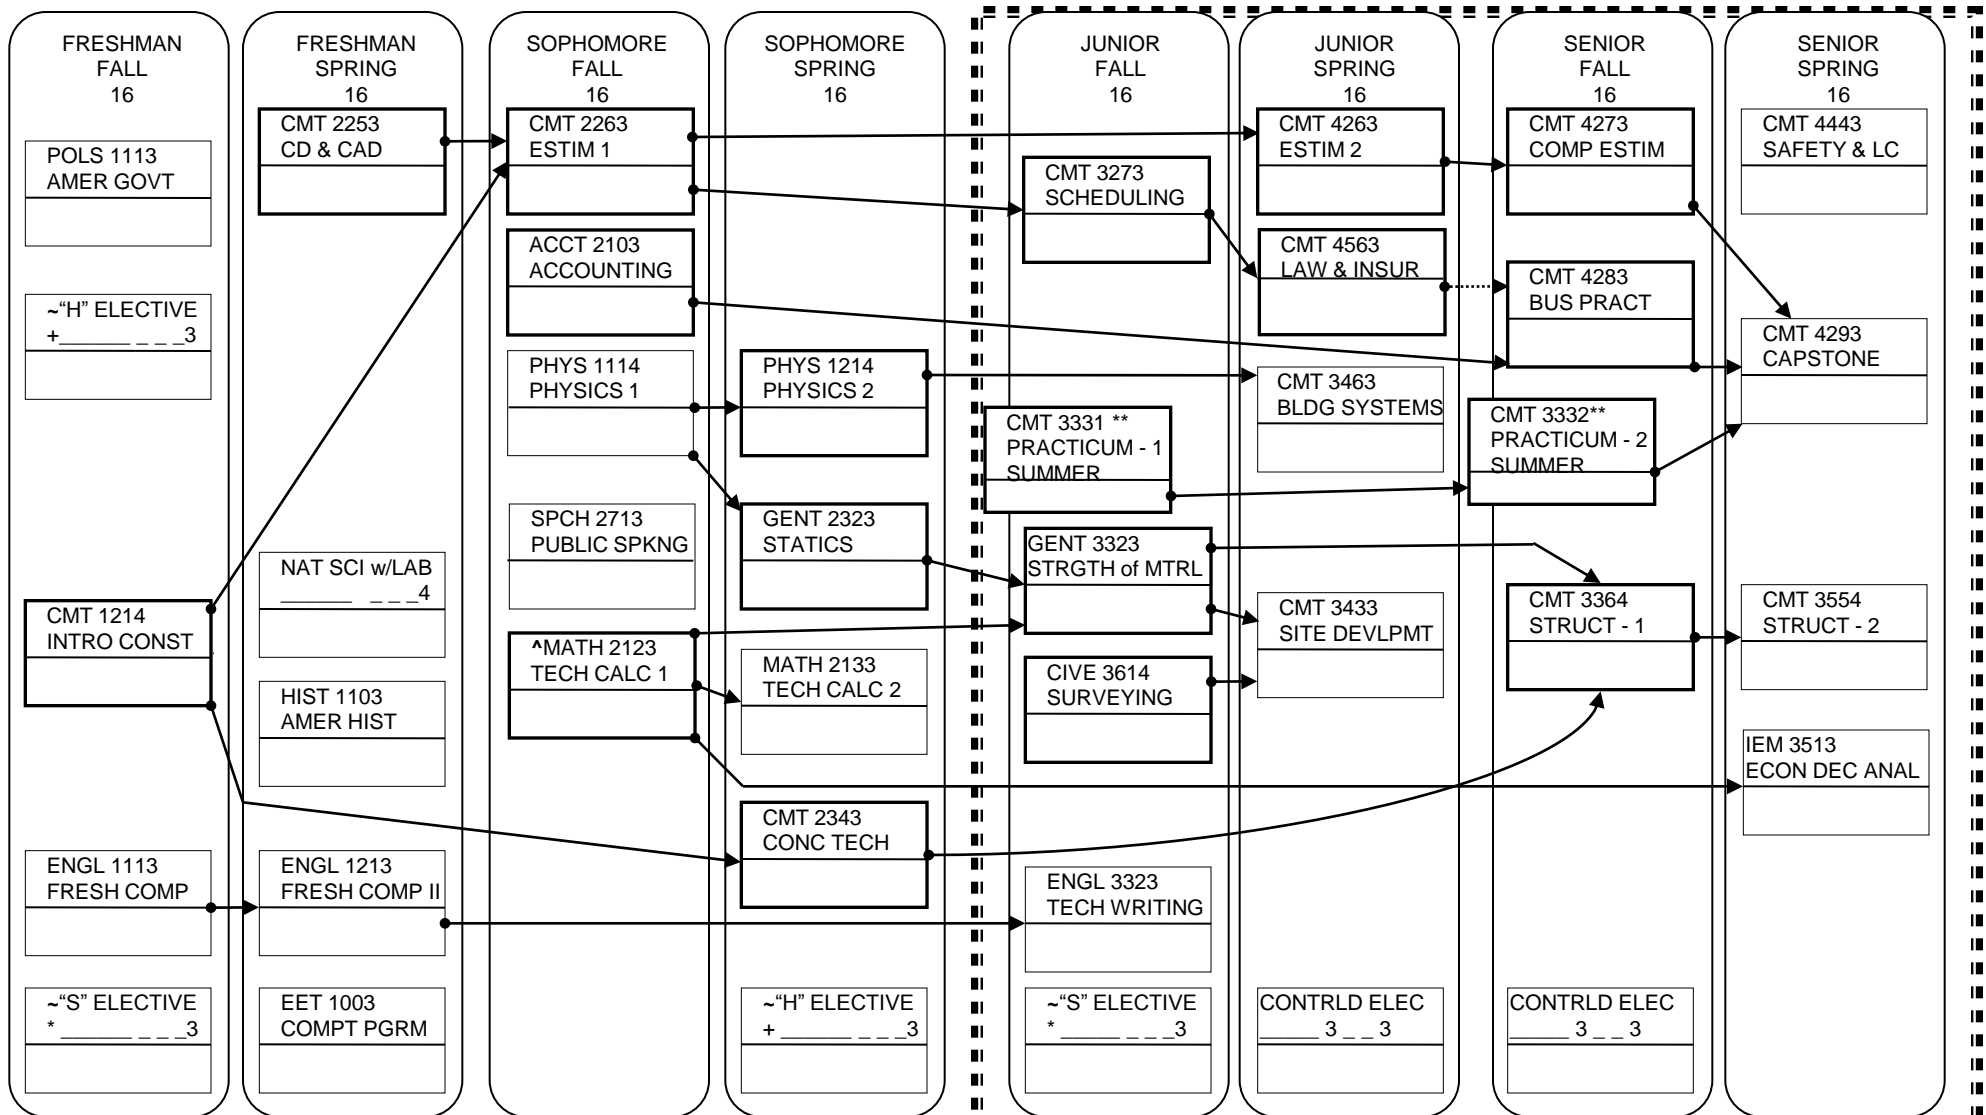 FRESHMAN
FALL
16
POLS 1113
AMER GOVT
~“H” ELECTIVE
+______ _ _ _3
CMT 1214
INTRO CONST
ENGL 1113
FRESH COMP
~“S” ELECTIVE
* ______ _ _ _3
FRESHMAN
SPRING
16
CMT 2253
CD & CAD
NAT SCI w/LAB
______ _ _ _4
HIST 1103
AMER HIST
ENGL 1213
FRESH COMP II
EET 1003
COMPT PGRM
SOPHOMORE
FALL
16
CMT 2263
ESTIM 1
ACCT 2103
ACCOUNTING
PHYS 1114
PHYSICS 1
SPCH 2713
PUBLIC SPKNG
^MATH 2123
TECH CALC 1
SOPHOMORE
SPRING
16
PHYS 1214
PHYSICS 2
GENT 2323
STATICS
MATH 2133
TECH CALC 2
CMT 2343
CONC TECH
~“H” ELECTIVE
+ ______ _ _ _3
JUNIOR
FALL
16
CMT 3273
SCHEDULING
CMT 3331 **
PRACTICUM - 1
SUMMER
GENT 3323
STRGTH of MTRL
CIVE 3614
SURVEYING
ENGL 3323
TECH WRITING
~“S” ELECTIVE
* _____ _ _ _3
JUNIOR
SPRING
16
CMT 4263
ESTIM 2
CMT 4563
LAW & INSUR
CMT 3463
BLDG SYSTEMS
CMT 3433
SITE DEVLPMT
CONTRLD ELEC
_____ 3 _ _ 3
SENIOR
FALL
16
CMT 4273
COMP ESTIM
CMT 4283
BUS PRACT
CMT 3332**
PRACTICUM - 2
SUMMER
CMT 3364
STRUCT - 1
CONTRLD ELEC
_____ 3 _ _ 3
SENIOR
SPRING
16
CMT 4443
SAFETY & LC
CMT 4293
CAPSTONE
CMT 3554
STRUCT - 2
IEM 3513
ECON DEC ANAL